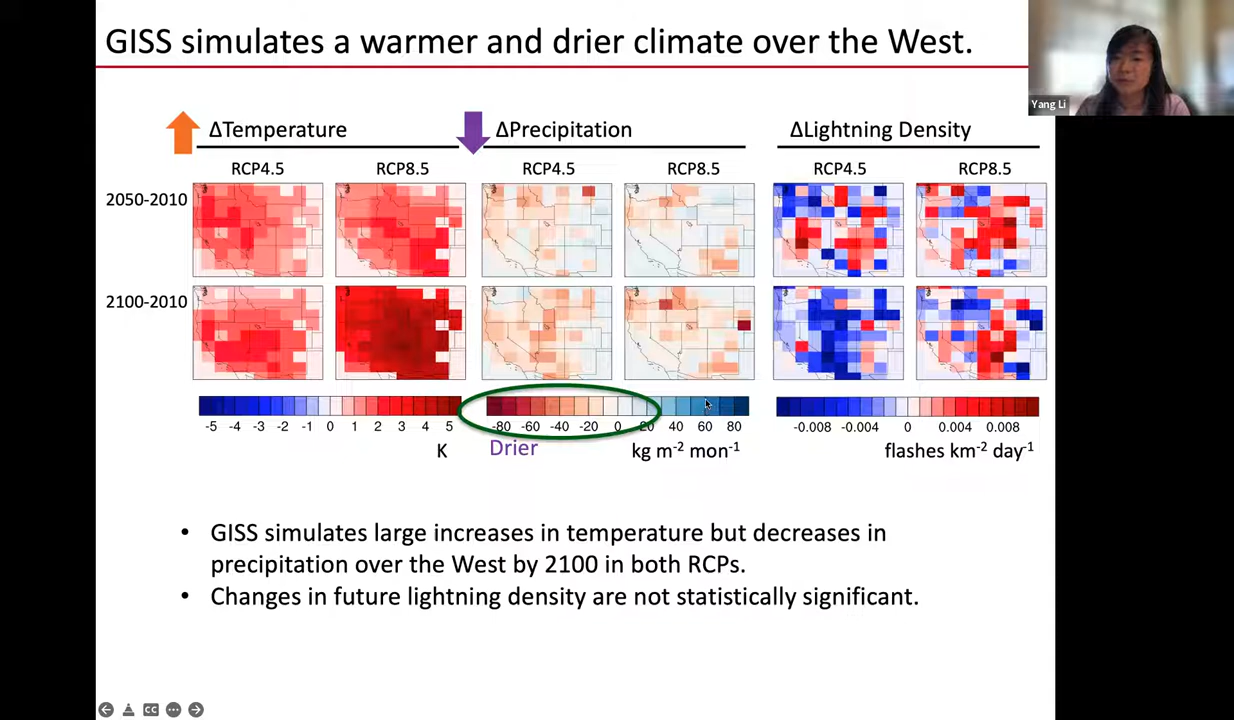 GISS simulates a warmer and drier climate over the West.
Yang Li
ΔTemperature
ΔPrecipitation
ΔLightning Density
RCP4.5 RCP8.5 RCP4.5 RCP8.5 RCP4.5 RCP8.5
2050-2010
2100-2010
-5 -4 -3 -2 -1 0 1 2 3 4 5
-80 -60 -40 -20 0 20 40 60 80
-0.008 -0.004 0 0.004 0.008
K
Drier
kg m-2 mon-1
flashes km-2 day-1
• GISS simulates large increases in temperature but decreases in
precipitation over the West by 2100 in both RCPs.
• Changes in future lightning density are not statistically significant.
CC